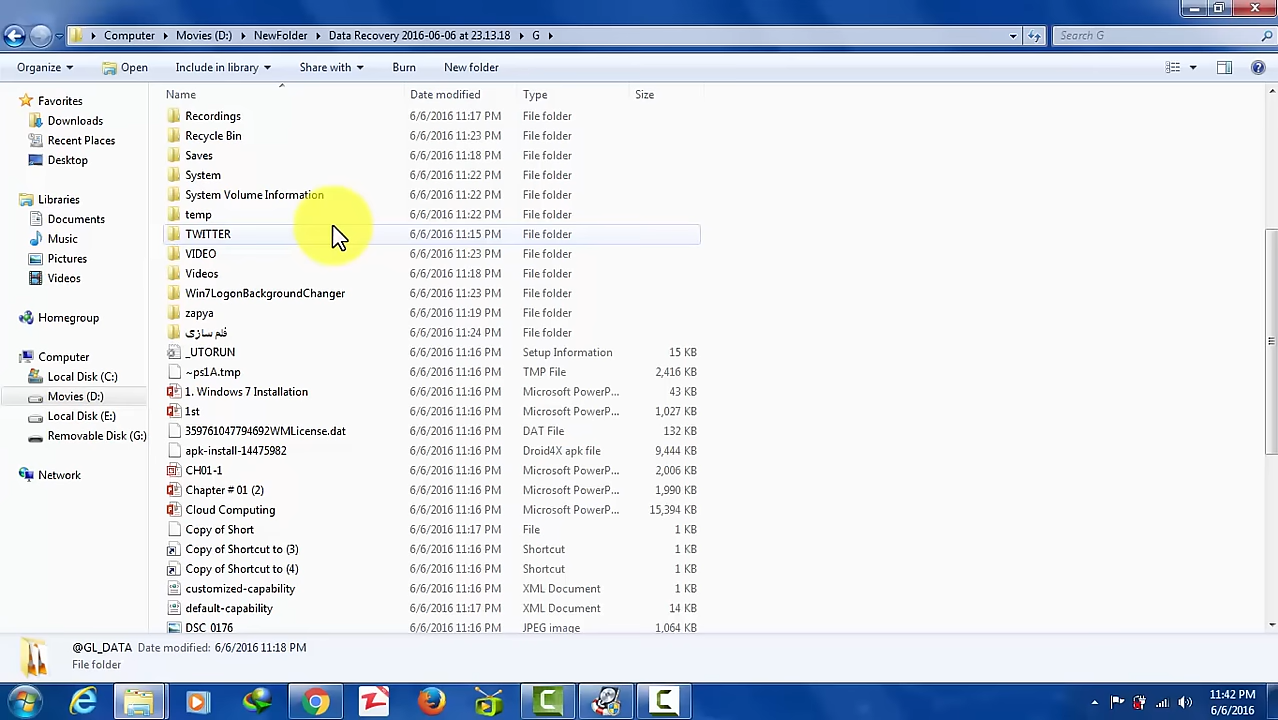 Computer Movies (D:) NewFolder Data Recovery 2016-06-06 at 23.13.18 G Search G
Organize Open Include in library Share with Burn New folder
Favorites
Downloads
Recent Places
Desktop
Libraries
Documents
Music
Pictures
Videos
Homegroup
Computer
Local Disk (C:)
Movies (D:)
Local Disk (E:)
Removable Disk (G:)
Network
Name Date modified Type Size
Recordings 6/6/2016 11:17 PM File folder
Recycle Bin 6/6/2016 11:23 PM File folder
Saves 6/6/2016 11:18 PM File folder
System 6/6/2016 11:22 PM File folder
System Volume Information 6/6/2016 11:22 PM File folder
temp 6/6/2016 11:22 PM File folder
TWITTER 6/6/2016 11:15 PM File folder
VIDEO 6/6/2016 11:23 PM File folder
Videos 6/6/2016 11:18 PM File folder
Win7LogonBackgroundChanger 6/6/2016 11:23 PM File folder
zapya 6/6/2016 11:19 PM File folder
فلم سازی 6/6/2016 11:24 PM File folder
_UTORUN 6/6/2016 11:16 PM Setup Information 15 KB
~ps1A.tmp 6/6/2016 11:16 PM TMP File 2,416 KB
1. Windows 7 Installation 6/6/2016 11:16 PM Microsoft PowerP... 43 KB
1st 6/6/2016 11:16 PM Microsoft PowerP... 1,027 KB
359761047794692WMLicense.dat 6/6/2016 11:16 PM DAT File 132 KB
apk-install-14475982 6/6/2016 11:16 PM Droid4X apk file 9,444 KB
CH01-1 6/6/2016 11:16 PM Microsoft PowerP... 2,006 KB
Chapter # 01 (2) 6/6/2016 11:16 PM Microsoft PowerP... 1,990 KB
Cloud Computing 6/6/2016 11:16 PM Microsoft PowerP... 15,394 KB
Copy of Short 6/6/2016 11:17 PM File 1 KB
Copy of Shortcut to (3) 6/6/2016 11:16 PM Shortcut 1 KB
Copy of Shortcut to (4) 6/6/2016 11:16 PM Shortcut 1 KB
customized-capability 6/6/2016 11:16 PM XML Document 1 KB
default-capability 6/6/2016 11:17 PM XML Document 14 KB
DSC_0176 6/6/2016 11:16 PM JPEG image 1,064 KB
@GL_DATA Date modified: 6/6/2016 11:18 PM
File folder
11:42 PM
6/6/2016